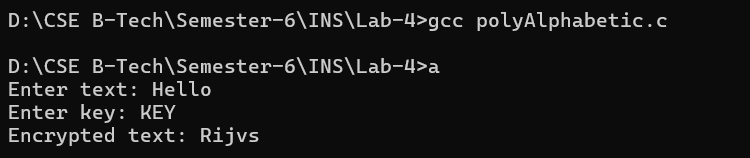 D:\CSE B-Tech\Semester-6\INS\Lab-4>gcc polyAlphabetic.c
D:\CSE B-Tech\Semester-6\INS\Lab-4>a
Enter text: Hello
Enter key: KEY
Encrypted text: Rijvs